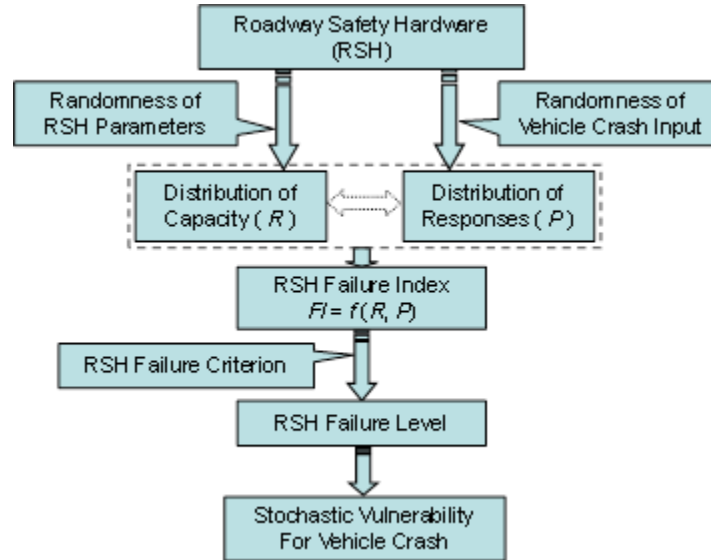 Roadway Safety Hardware
(RSH)
Randomness of
RSH Parameters
Randomness of
Vehicle Crash Input
Distribution of
Capacity ( R )
Distribution of
Responses ( P )
RSH Failure Index
FI = f (R, P)
RSH Failure Criterion
RSH Failure Level
Stochastic Vulnerability
For Vehicle Crash